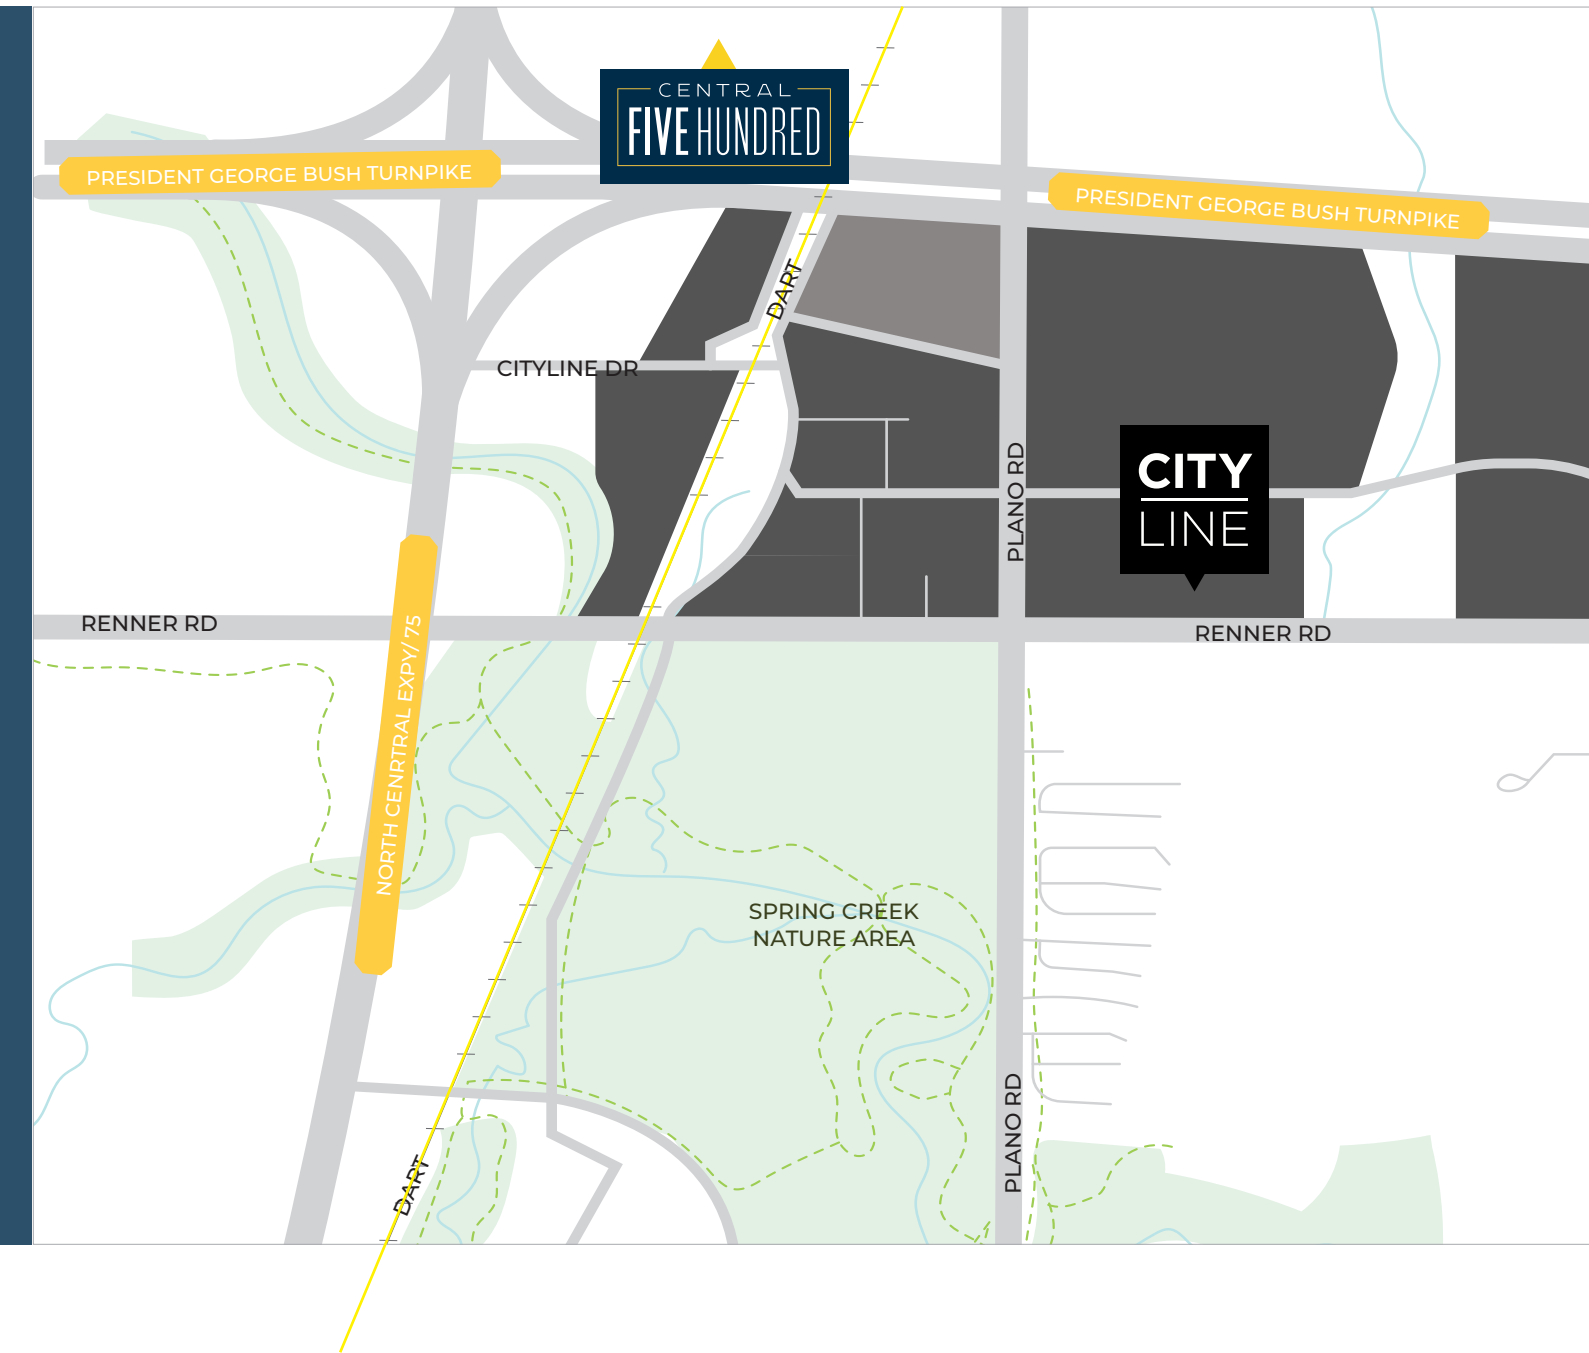 CENTRAL
FIVE HUNDRED
PRESIDENT GEORGE BUSH TURNPIKE
PRESIDENT GEORGE BUSH TURNPIKE
DART
CITYLINE DR
PLANO RD
CITY
LINE
RENNER RD
RENNER RD
NORTH CENRTRAL EXPY/ 75
SPRING CREEK
NATURE AREA
PLANO RD
DART